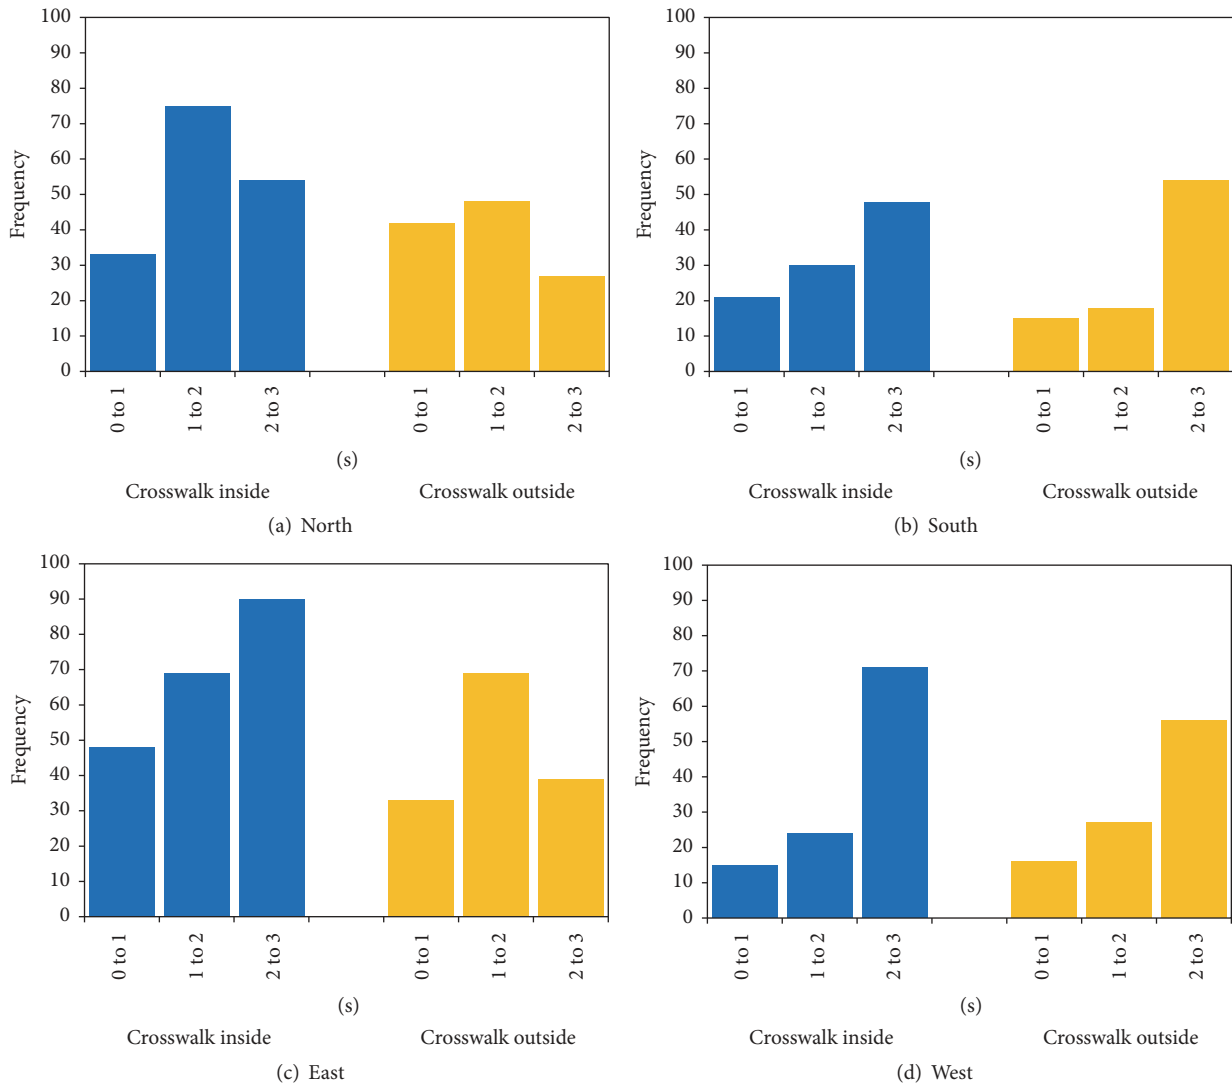 100
90
80
70
60
50
40
30
20
10
0
Frequency
0 to 1
1 to 2
2 to 3
0 to 1
1 to 2
2 to 3
(s)
Crosswalk inside
Crosswalk outside
(a) North
100
90
80
70
60
50
40
30
20
10
0
Frequency
0 to 1
1 to 2
2 to 3
0 to 1
1 to 2
2 to 3
(s)
Crosswalk inside
Crosswalk outside
(b) South
100
90
80
70
60
50
40
30
20
10
0
Frequency
0 to 1
1 to 2
2 to 3
0 to 1
1 to 2
2 to 3
(s)
Crosswalk inside
Crosswalk outside
(c) East
100
90
80
70
60
50
40
30
20
10
0
Frequency
0 to 1
1 to 2
2 to 3
0 to 1
1 to 2
2 to 3
(s)
Crosswalk inside
Crosswalk outside
(d) West